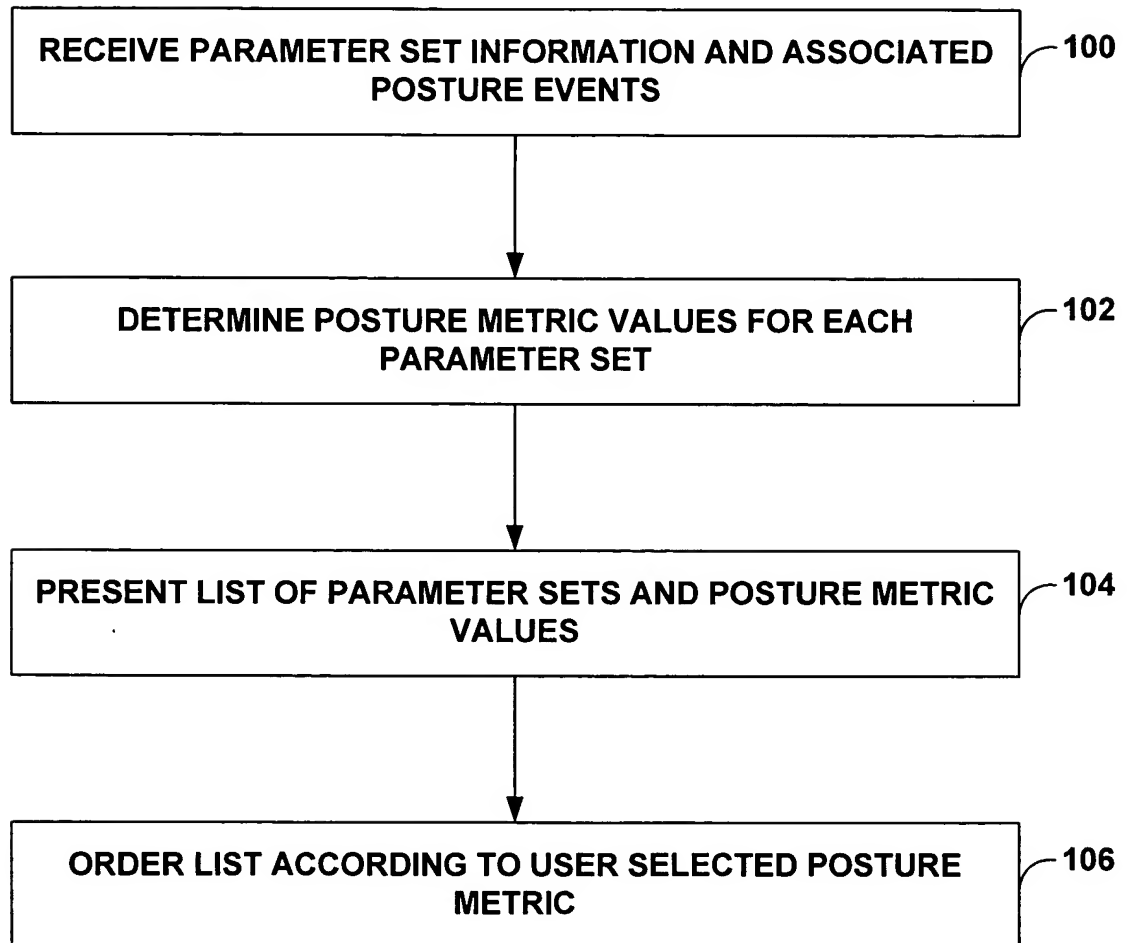 RECEIVE PARAMETER SET INFORMATION AND ASSOCIATED
POSTURE EVENTS
100
DETERMINE POSTURE METRIC VALUES FOR EACH
PARAMETER SET
102
PRESENT LIST OF PARAMETER SETS AND POSTURE METRIC
VALUES
104
ORDER LIST ACCORDING TO USER SELECTED POSTURE
METRIC
106